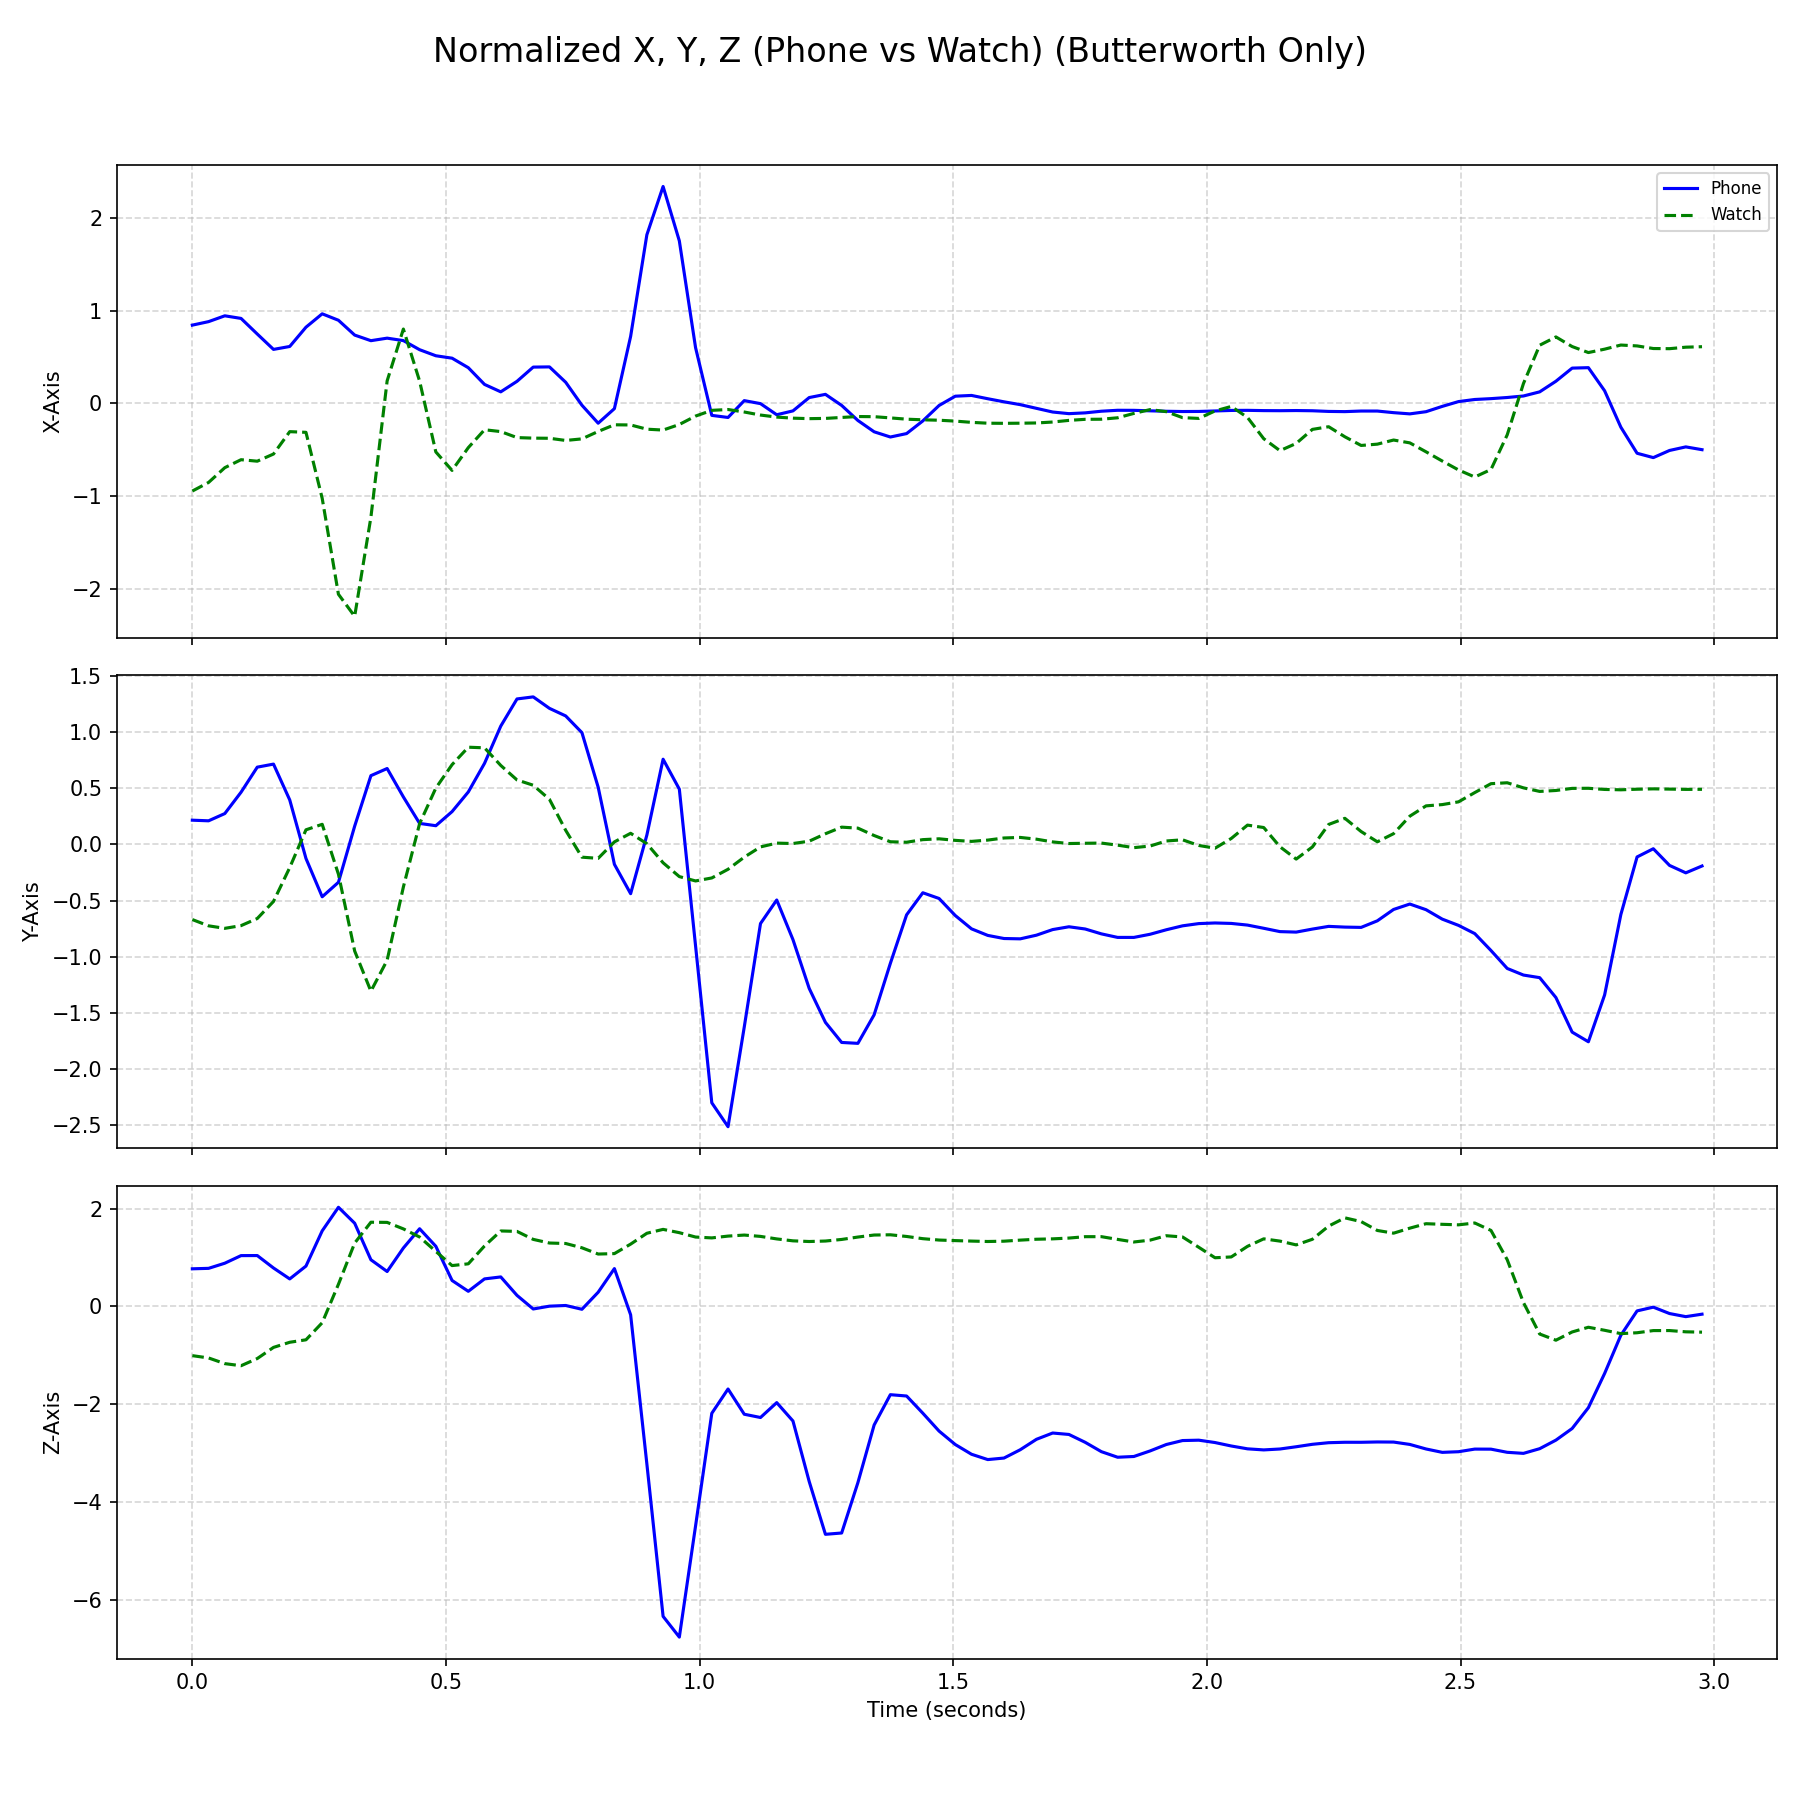 Normalized X, Y, Z (Phone vs Watch) (Butterworth Only)
Phone
Watch
X-Axis
2
1
0
−1
−2
Y-Axis
1.5
1.0
0.5
0.0
−0.5
−1.0
−1.5
−2.0
−2.5
Z-Axis
2
0
−2
−4
−6
0.0 0.5 1.0 1.5 2.0 2.5 3.0
Time (seconds)